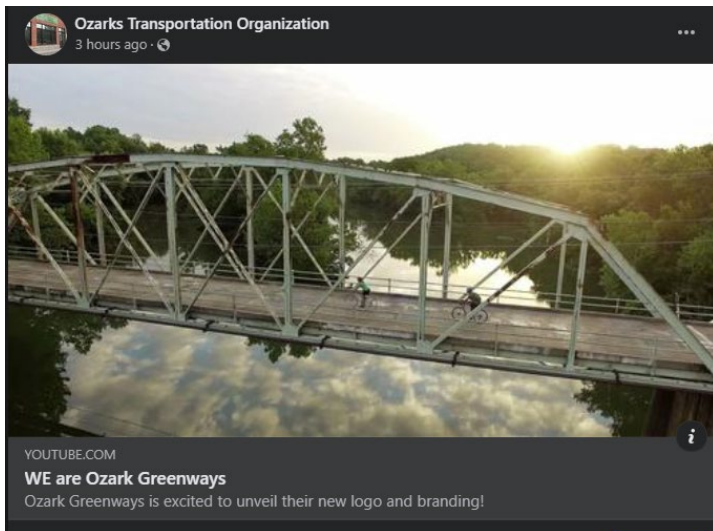 Ozarks Transportation Organization
3 hours ago ·
YOUTUBE.COM
WE are Ozark Greenways
Ozark Greenways is excited to unveil their new logo and branding!